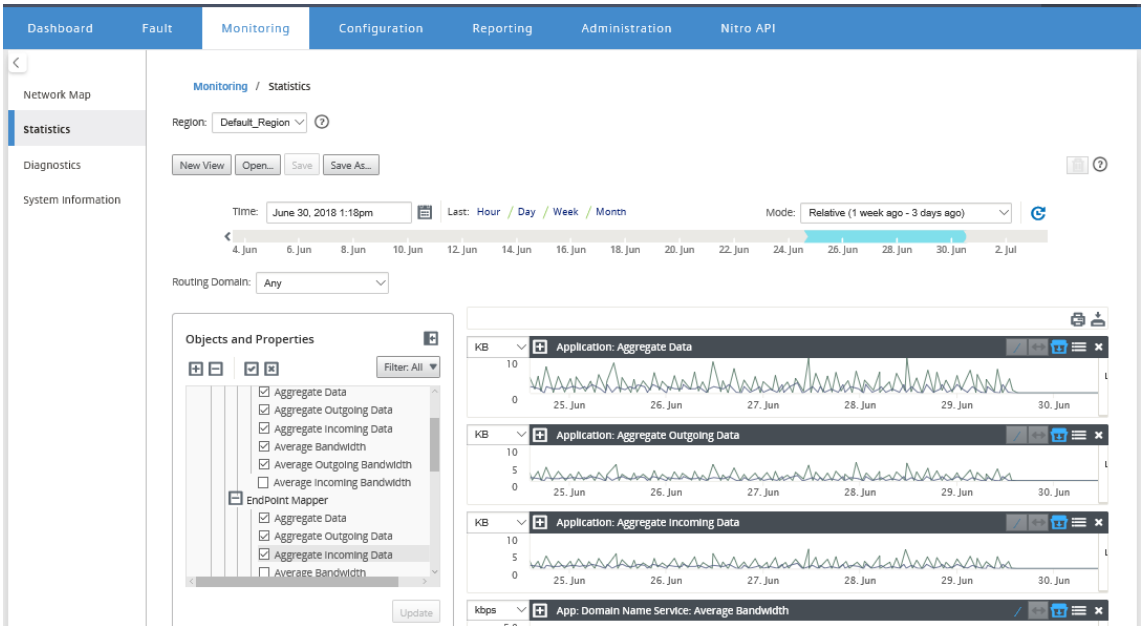 Dashboard Fault Monitoring Configuration Reporting Administration Nitro API
Network Map
Statistics
Diagnostics
System Information
Monitoring / Statistics
Region: Default_Region
New View Open... Save Save As...
Time: June 30, 2018 1:18pm Last: Hour / Day / Week / Month Mode: Relative (1 week ago - 3 days ago)
4. Jun 6. Jun 8. Jun 10. Jun 12. Jun 14. Jun 16. Jun 18. Jun 20. Jun 22. Jun 24. Jun 26. Jun 28. Jun 30. Jun 2. Jul
Routing Domain: Any
Objects and Properties
Filter: All
Aggregate Data
Aggregate Outgoing Data
Aggregate Incoming Data
Average Bandwidth
Average Outgoing Bandwidth
Average Incoming Bandwidth
EndPoint Mapper
Aggregate Data
Aggregate Outgoing Data
Aggregate Incoming Data
Average Bandwidth
Update
KB Application: Aggregate Data
10
0
25. Jun 26. Jun 27. Jun 28. Jun 29. Jun 30. Jun
KB Application: Aggregate Outgoing Data
10
5
0
25. Jun 26. Jun 27. Jun 28. Jun 29. Jun 30. Jun
KB Application: Aggregate Incoming Data
10
5
0
25. Jun 26. Jun 27. Jun 28. Jun 29. Jun 30. Jun
kbps App: Domain Name Service: Average Bandwidth